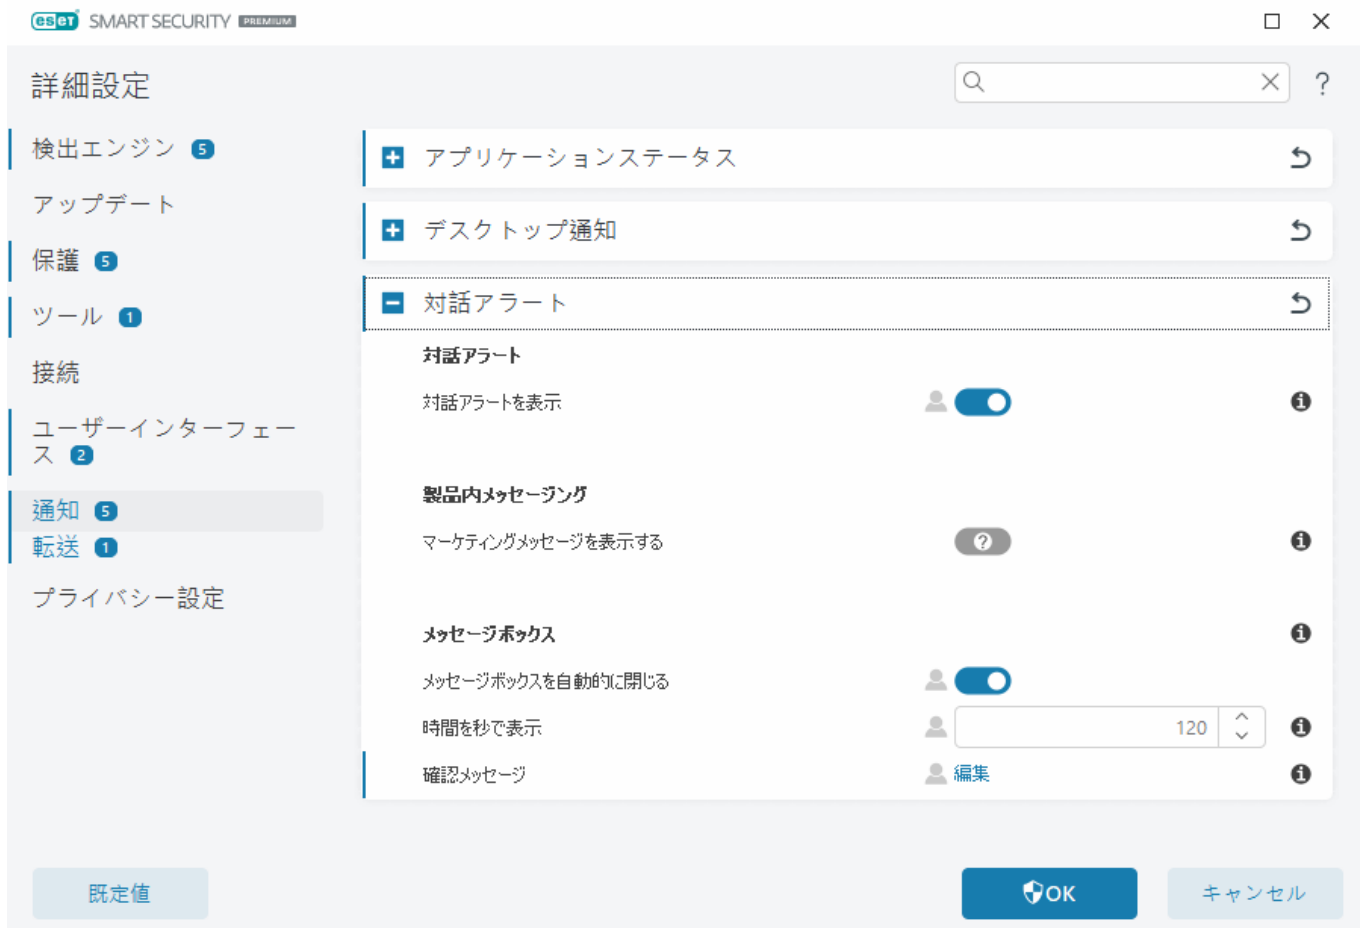 eset SMART SECURITY PREMIUM
詳細設定
?
検出エンジン 5
アップデート
保護 5
ツール 1
接続
ユーザーインターフェー
ス 2
通知 5
転送 1
プライバシー設定
アプリケーションステータス
デスクトップ通知
対話アラート
対話アラート
対話アラートを表示
製品内メッセージング
マーケティングメッセージを表示する ?
メッセージボックス
メッセージボックスを自動的に閉じる
時間を秒で表示 120
確認メッセージ 編集
既定値
OK
キャンセル